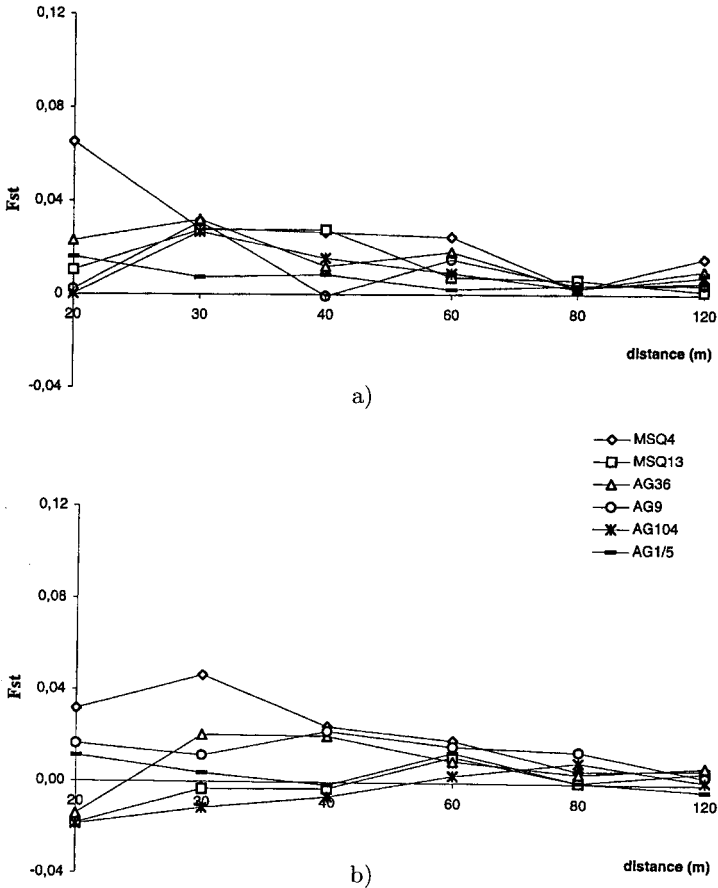 0,12
0,08
Fst
0,04
0
20 30 40 60 80 120
distance (m)
-0,04
a)
MSQ4
MSQ13
AG36
AG9
AG104
AG1/5
0,12
0,08
Fst
0,04
0,00
20 30 40 60 80 120
-0,04
distance (m)
b)